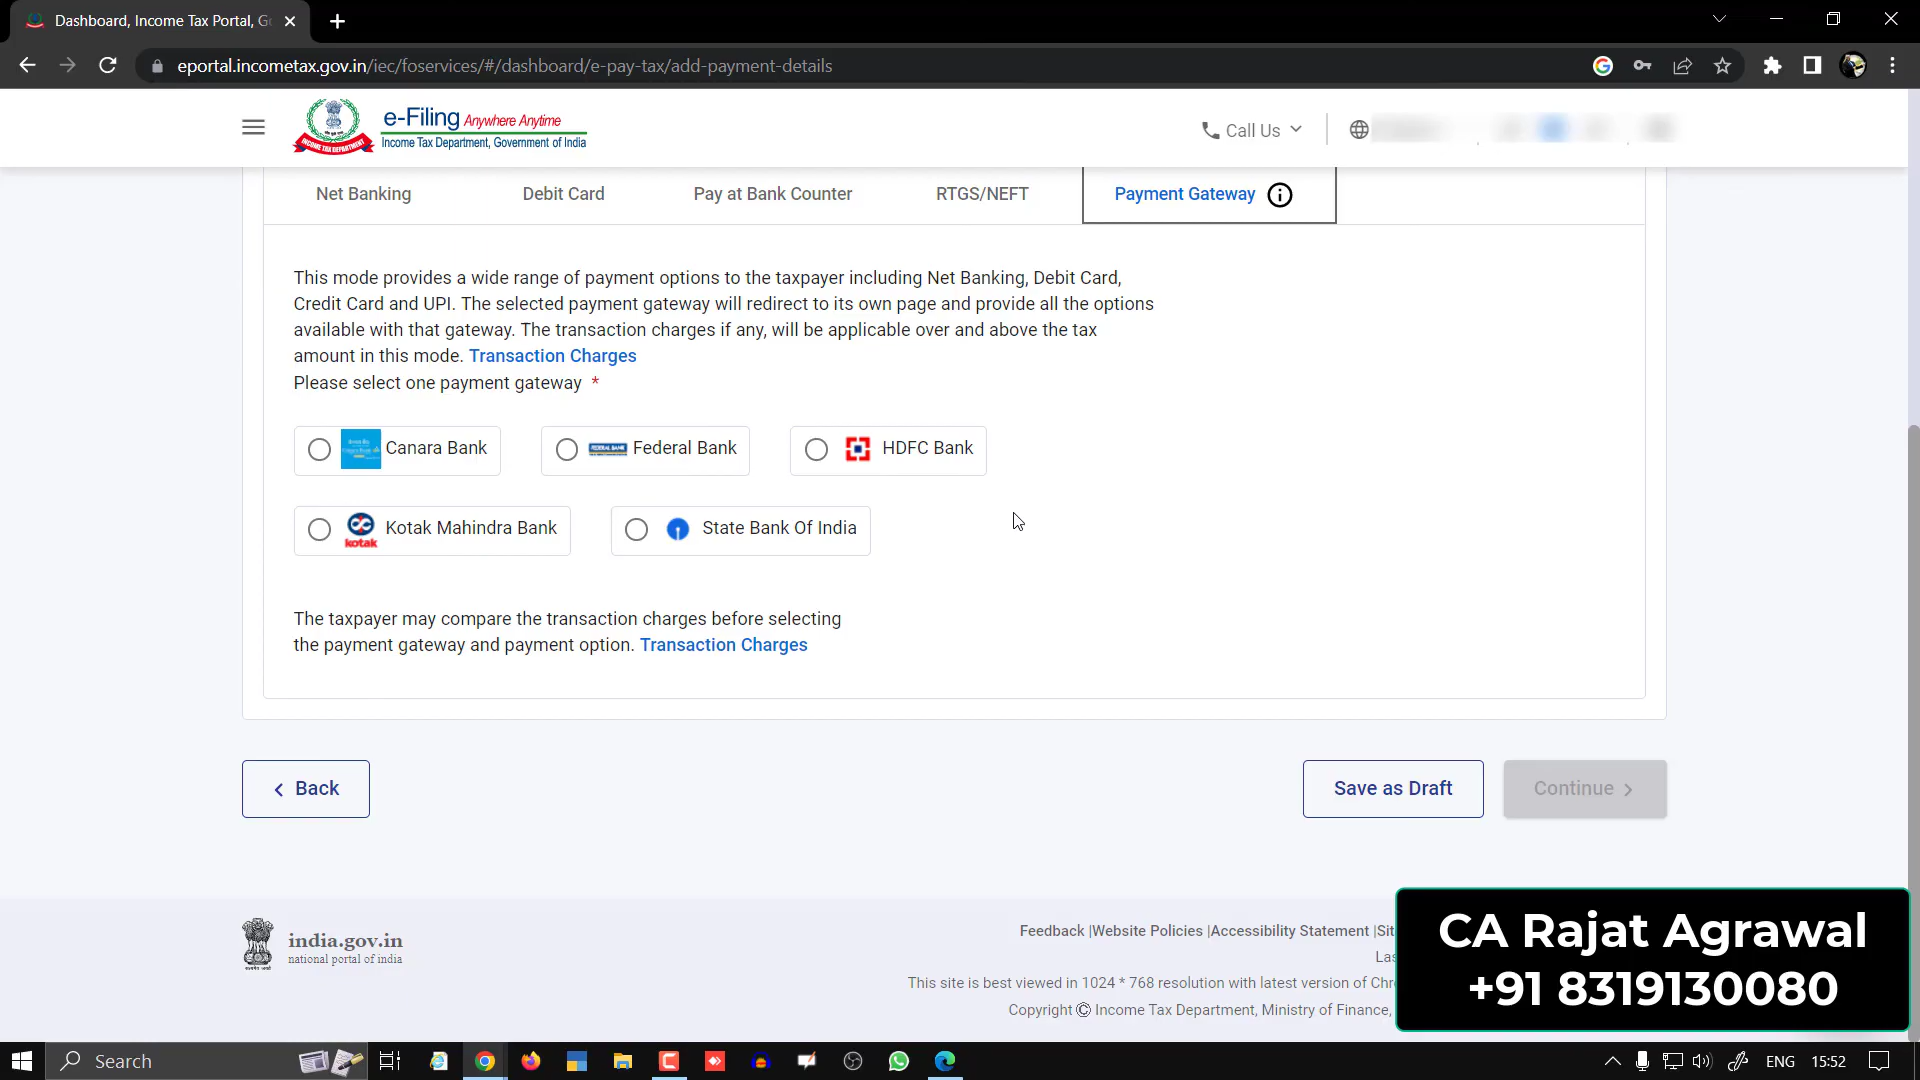 Dashboard, Income Tax Portal, G
eportal.incometax.gov.in/iec/foservices/#/dashboard/e-pay-tax/add-payment-details
e-Filing Anywhere Anytime
Income Tax Department, Government of India
INCOME TAX DEPARTMENT
Call Us
Net Banking
Debit Card
Pay at Bank Counter
RTGS/NEFT
Payment Gateway
This mode provides a wide range of payment options to the taxpayer including Net Banking, Debit Card,
Credit Card and UPI. The selected payment gateway will redirect to its own page and provide all the options
available with that gateway. The transaction charges if any, will be applicable over and above the tax
amount in this mode. Transaction Charges
Please select one payment gateway *
Canara Bank
FEDERAL BANK Federal Bank
HDFC Bank
kotak Kotak Mahindra Bank
State Bank Of India
The taxpayer may compare the transaction charges before selecting
the payment gateway and payment option. Transaction Charges
Back
Save as Draft
Continue
india.gov.in
national portal of india
Feedback |Website Policies |Accessibility Statement |Sit
Las
This site is best viewed in 1024 * 768 resolution with latest version of Chr
Copyright © Income Tax Department, Ministry of Finance,
CA Rajat Agrawal
+91 8319130080
Search
ENG
15:52